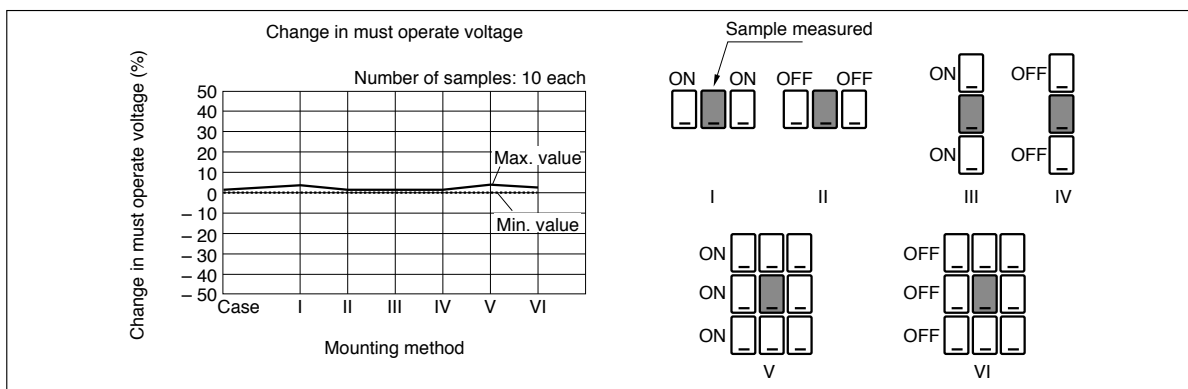 Change in must operate voltage
Number of samples: 10 each
Change in must operate voltage (%)
50
40
30
20
10
0
– 10
– 20
– 30
– 40
– 50
Max. value
Min. value
Case I II III IV V VI
Mounting method
Sample measured
ON ON OFF OFF
I II
ON OFF
ON OFF
III IV
ON
ON
ON
V
OFF
OFF
OFF
VI